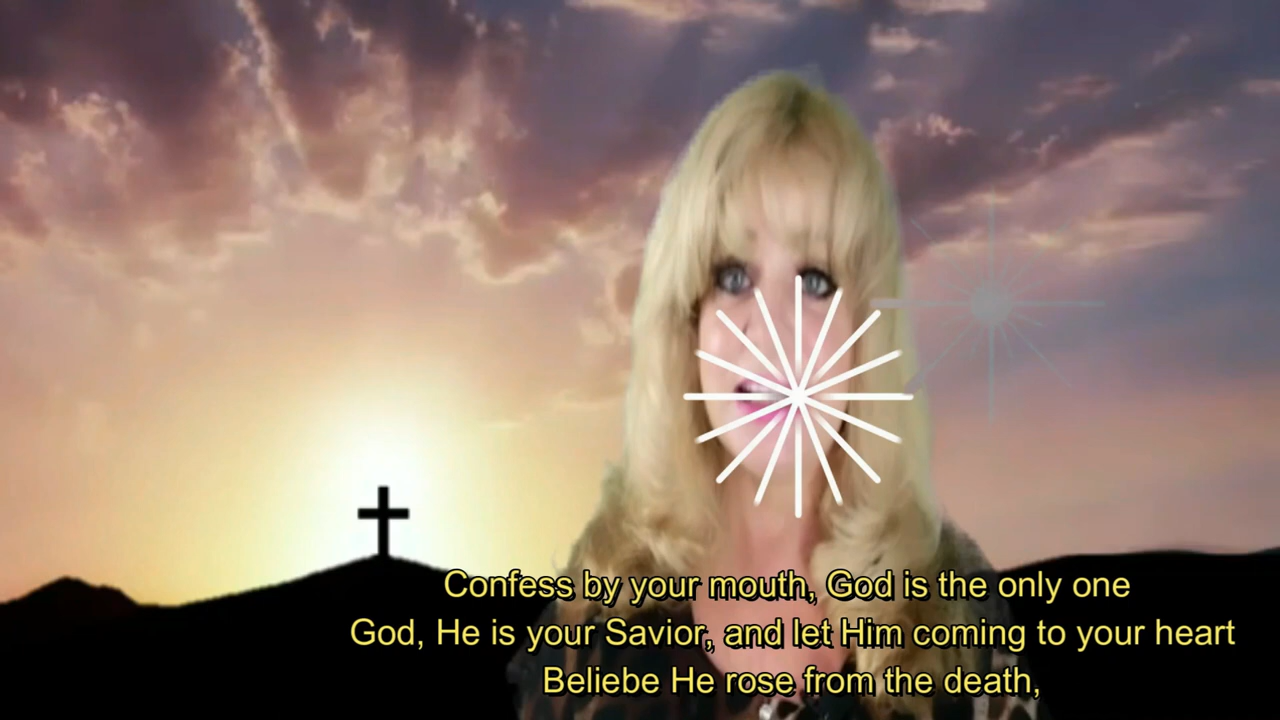 Confess by your mouth, God is the only one
God, He is your Savior, and let Him coming to your heart
Beliebe He rose from the death,